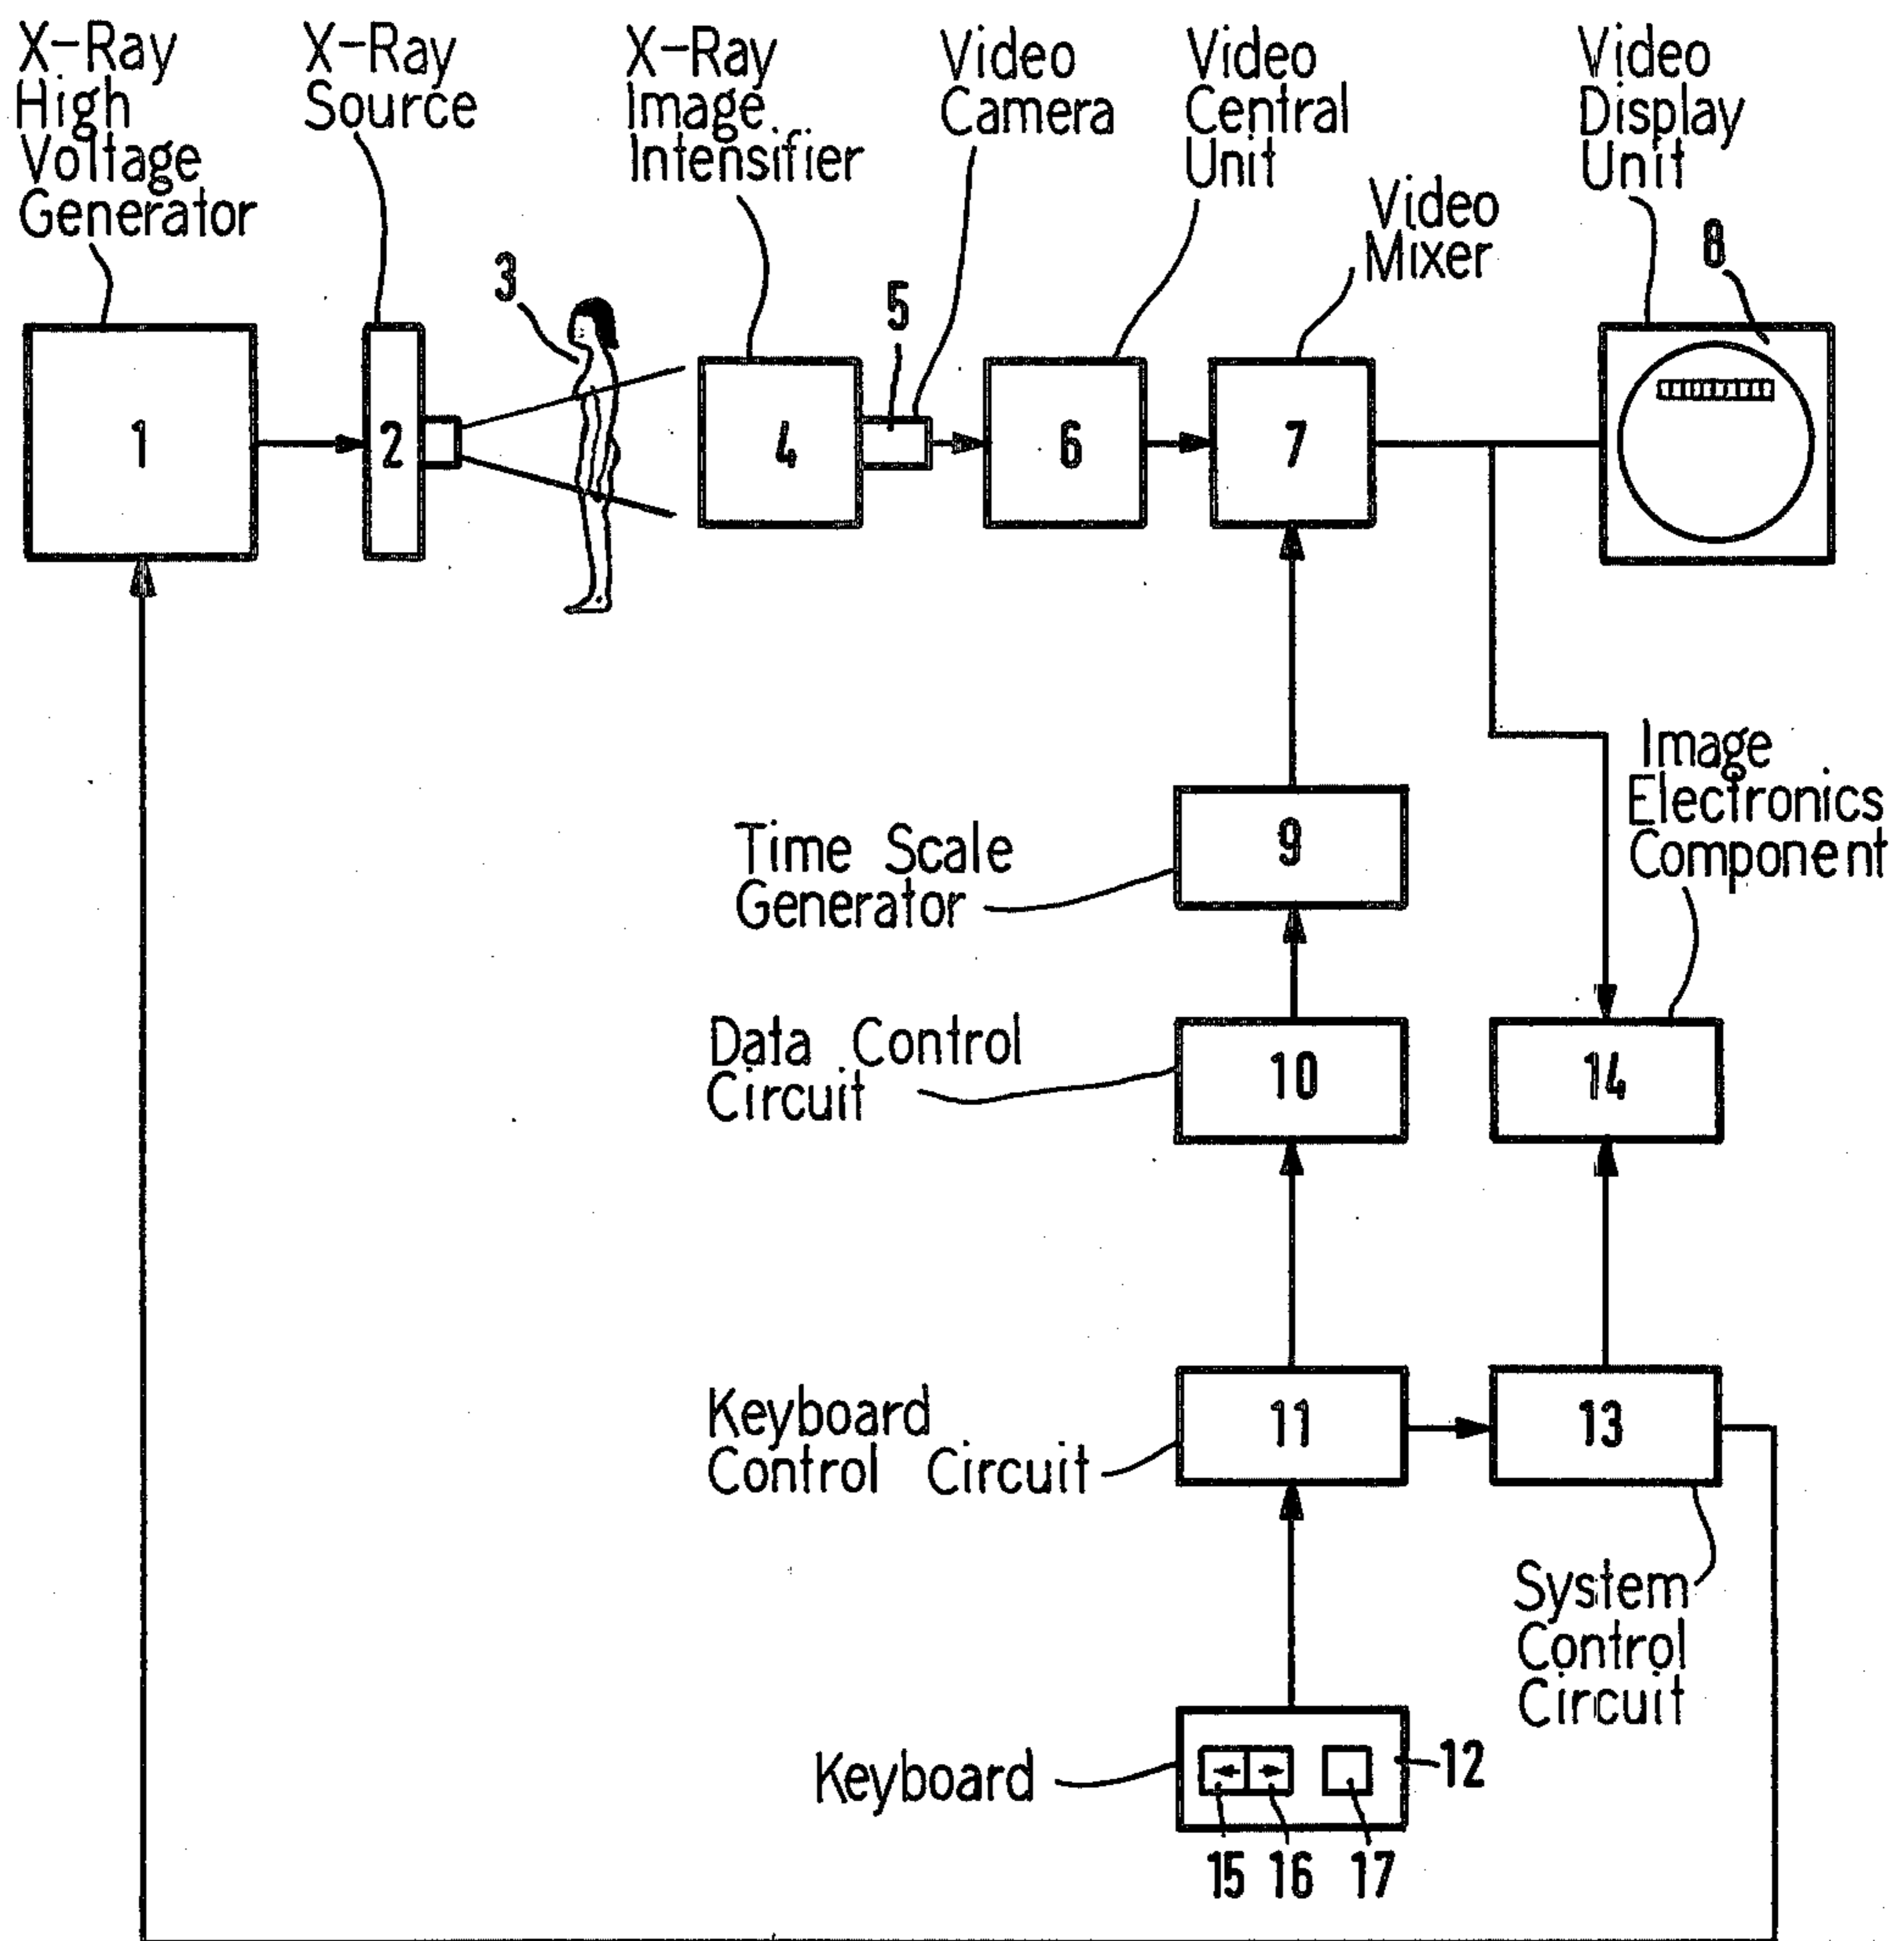 X-Ray
High
Voltage
Generator
X-Ray
Source
X-Ray
Image
Intensifier
Video
Camera
Video
Central
Unit
Video
Mixer
Video
Display
Unit
8
3
5
1
2
4
6
7
Time Scale
Generator
9
Image
Electronics
Component
Data Control
Circuit
10
14
Keyboard
Control Circuit
11
13
System
Control
Circuit
Keyboard
12
15
16
17